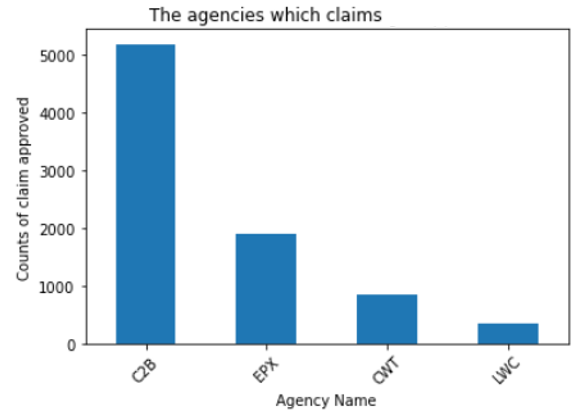 The agencies which claims
Counts of claim approved
5000
4000
3000
2000
1000
0
C2B
EPX
CWT
LWC
Agency Name